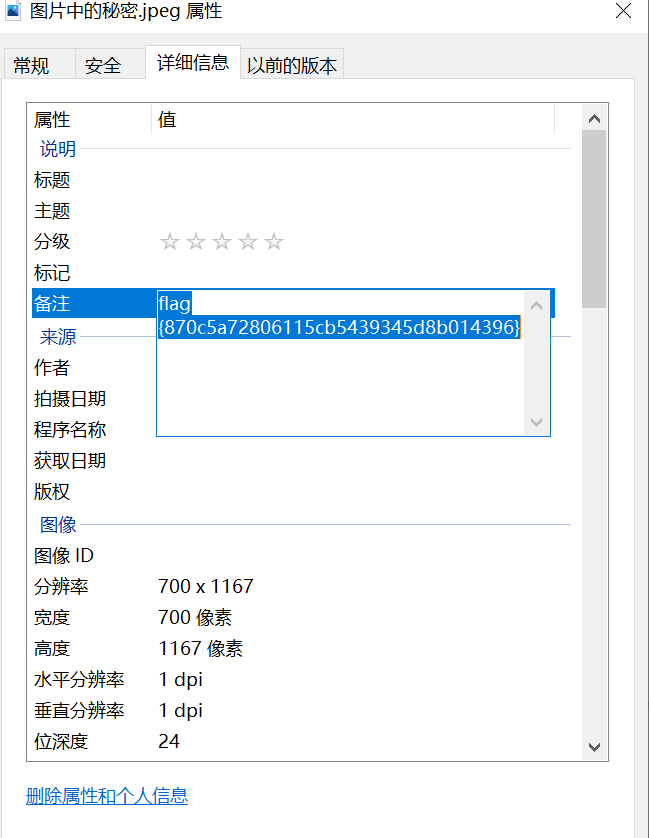 图片中的秘密.jpeg 属性
常规 安全 详细信息 以前的版本
属性 值
说明
标题
主题
分级 ☆☆☆☆☆
标记
备注 flag
{870c5a72806115cb5439345d8b014396}
来源
作者
拍摄日期
程序名称
获取日期
版权
图像
图像 ID
分辨率 700 x 1167
宽度 700 像素
高度 1167 像素
水平分辨率 1 dpi
垂直分辨率 1 dpi
位深度 24
删除属性和个人信息